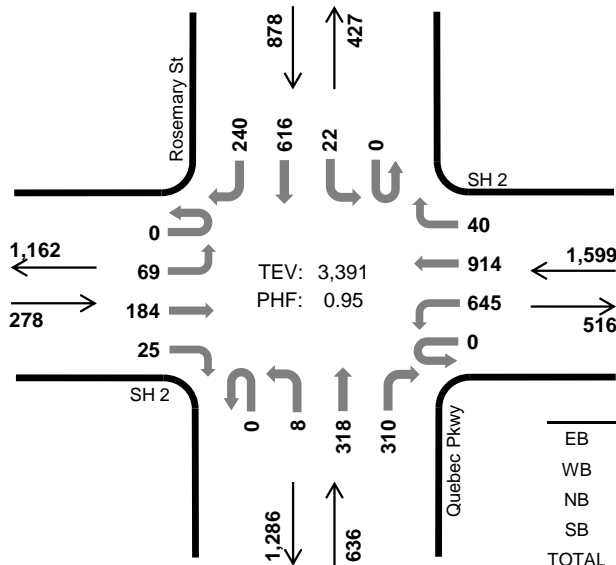 878
427
Rosemary St
240
616
22
0
SH 2
0
40
1,162
69
TEV: 3,391
914
1,599
278
184
PHF: 0.95
645
516
25
0
SH 2
0
8
318
310
Quebec Pkwy
1,286
636
EB
WB
NB
SB
TOTAL